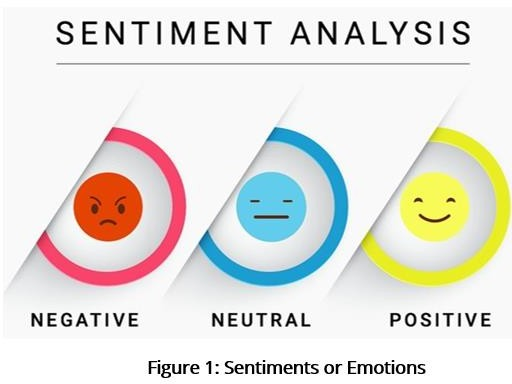 SENTIMENT ANALYSIS
NEGATIVE NEUTRAL POSITIVE
Figure 1: Sentiments or Emotions